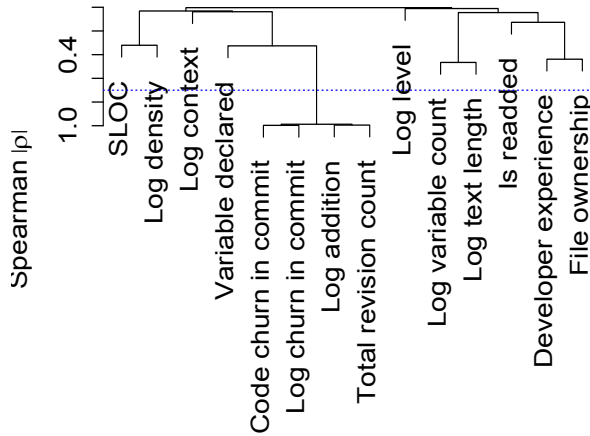 Spearman |ρ|
0.4
1.0
SLOC
Log density
Log context
Variable declared
Code churn in commit
Log churn in commit
Log addition
Total revision count
Log level
Log variable count
Log text length
Is readded
Developer experience
File ownership